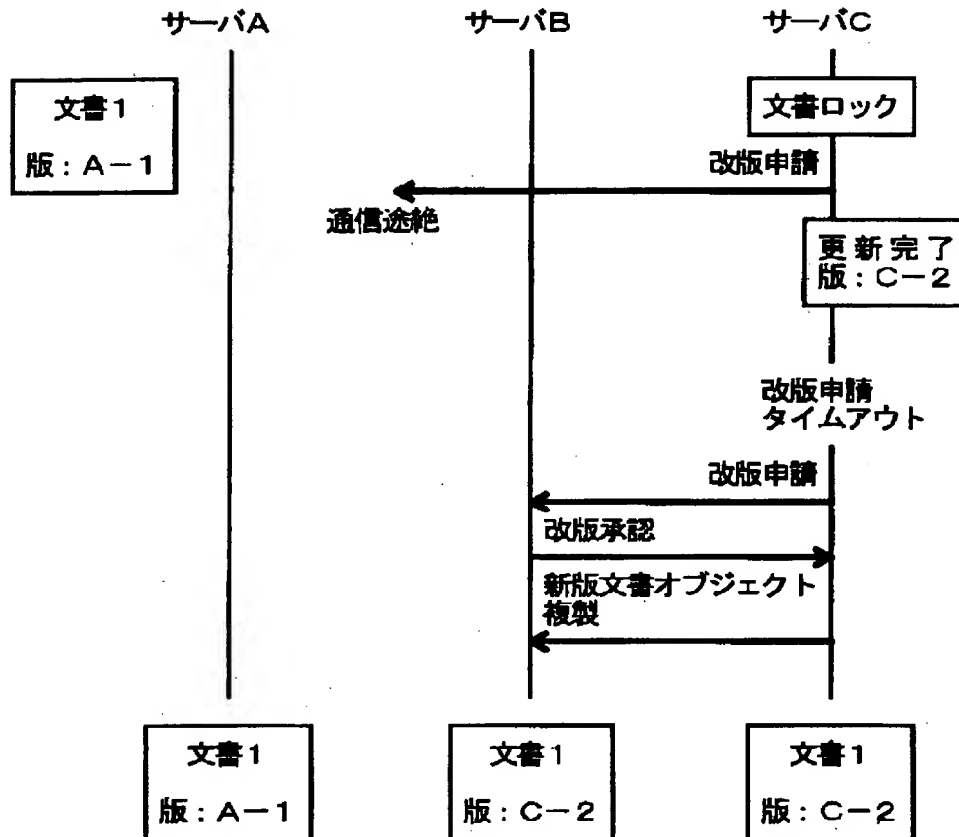 サーバA
サーバB
サーバC
文書1
版：A－1
文書ロック
改版申請
通信途絶
更新完了
版：C－2
改版申請
タイムアウト
改版申請
改版承認
新版文書オブジェクト
複製
文書1
版：A－1
文書1
版：C－2
文書1
版：C－2